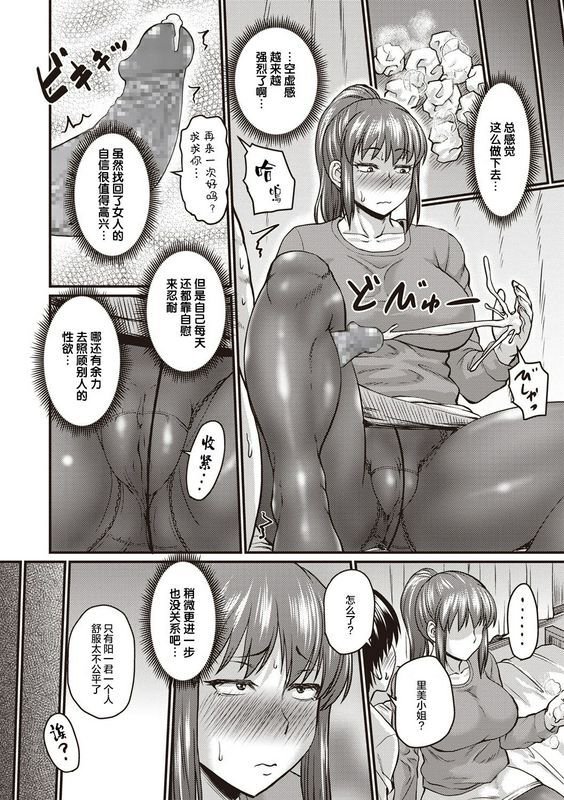 总感觉
这么做下去…
…空虚感
越来越
强烈了啊…
哈
呜
どびゅー
びしゃっ
ビキキッ
再来一次好吗?
求求你…
虽然找回了女人的
自信很值得高兴…
但是自己每天
还都靠自慰
来忍耐
哪还有余力
去照顾别人的
性欲…
收紧…
……
里美小姐?
怎么了?
稍微更进一步
也没关系吧…
只有阳一君一个人
舒服太不公平了
诶?